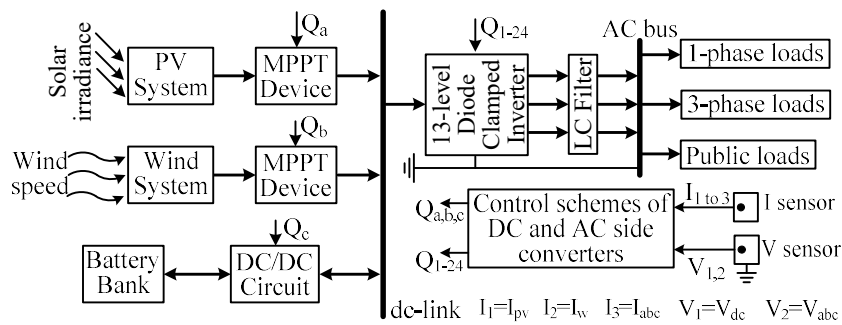 Solar
irradiance
PV
System
Qa
MPPT
Device
Wind
speed
Wind
System
Qb
MPPT
Device
Battery
Bank
Qc
DC/DC
Circuit
dc-link
Q1-24
13-level
Diode
Clamped
Inverter
LC Filter
AC bus
1-phase loads
3-phase loads
Public loads
Qa,b,c
Q1-24
Control schemes of
DC and AC side
converters
I1 to 3
I sensor
V1,2
V sensor
I1=Ipv I2=Iw I3=Iabc V1=Vdc V2=Vabc